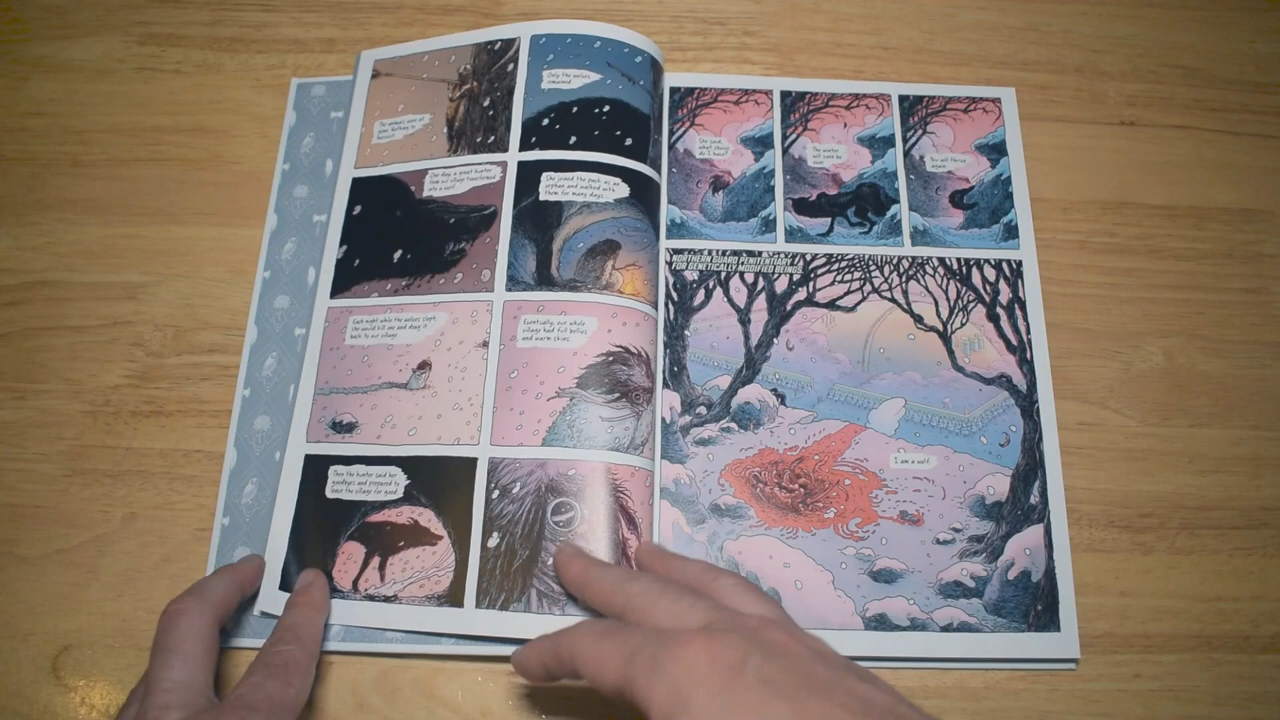 The animals were all
gone. Nothing to
harvest.
Only the wolves
remained.
One day, a great hunter
from our village transformed
into a wolf.
She joined the pack as an
orphan and walked with
them for many days.
Each night while the wolves slept,
she would kill one and drag it
back to our village.
Eventually, our whole
village had full bellies
and warm skins.
Then the hunter said her
goodbyes and prepared to
leave the village for good.
She said,
what choice
do I have?
The winter
will soon be
over.
You will thrive
again.
NORTHERN GUARD PENITENTIARY
FOR GENETICALLY MODIFIED BEINGS.
I am a wolf.